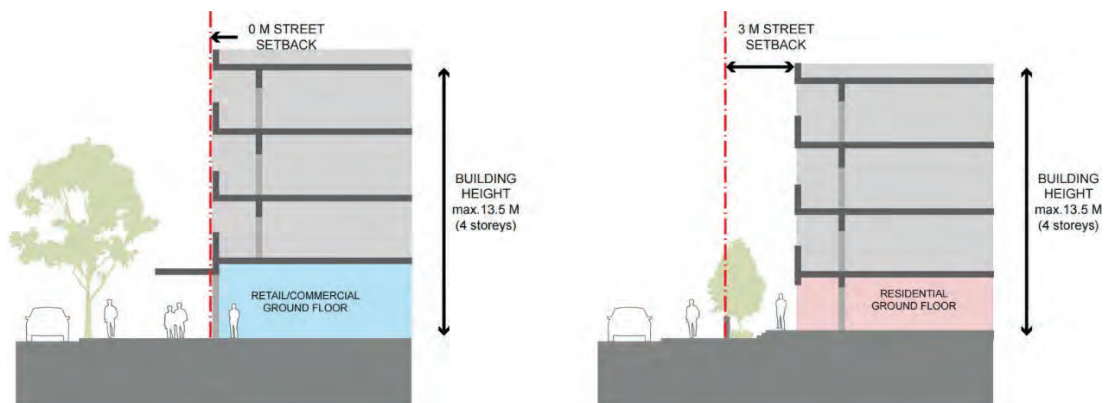 0 M STREET
SETBACK
BUILDING
HEIGHT
max.13.5 M
(4 storeys)
RETAIL/COMMERCIAL
GROUND FLOOR
3 M STREET
SETBACK
BUILDING
HEIGHT
max.13.5 M
(4 storeys)
RESIDENTIAL
GROUND FLOOR